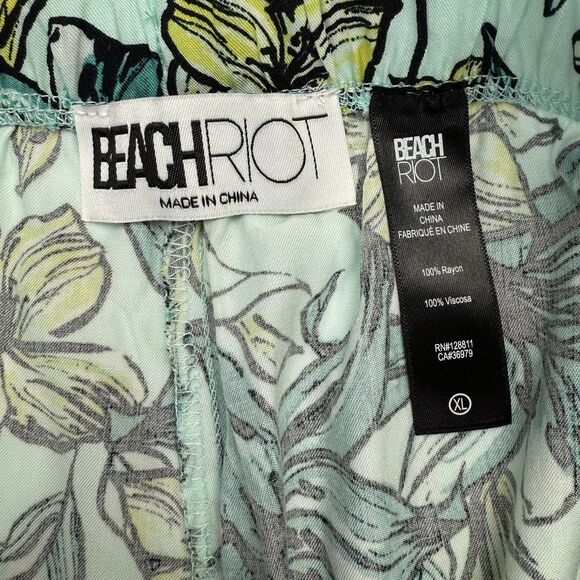 BEACHRIOT
MADE IN CHINA
BEACH
RIOT
MADE IN
CHINA
FABRIQUÉ EN CHINE
100% Rayon
100% Viscosa
RN#128811
CA#36979
XL